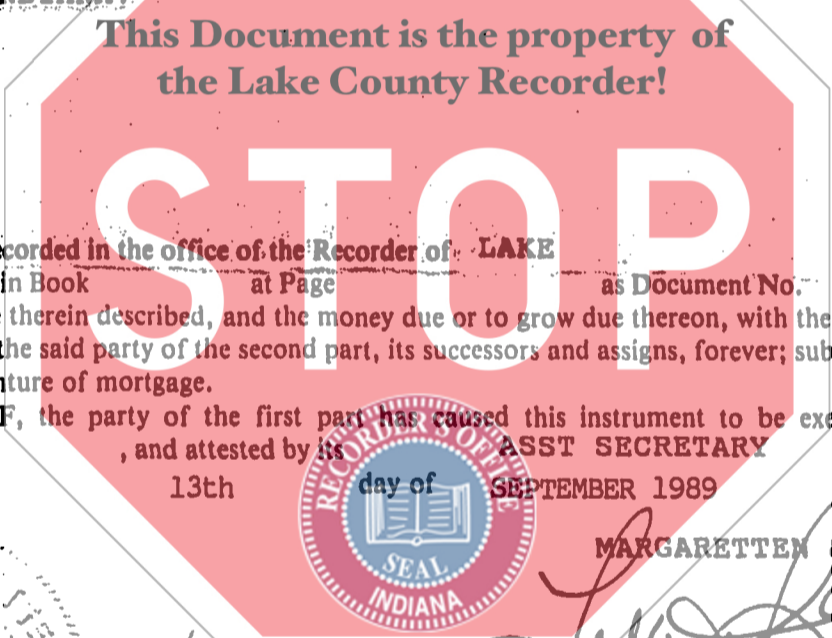 This Document is the property of
the Lake County Recorder!
STOP
corded in the office of the Recorder of LAKE
in Book at Page as Document No.
therein described, and the money due or to grow due thereon, with the
the said party of the second part, its successors and assigns, forever; sub
ture of mortgage.
F, the party of the first part has caused this instrument to be exe
, and attested by its ASST SECRETARY
13th day of SEPTEMBER 1989
MARGARETTEN &
RECORDER'S OFFICE
SEAL
INDIANA